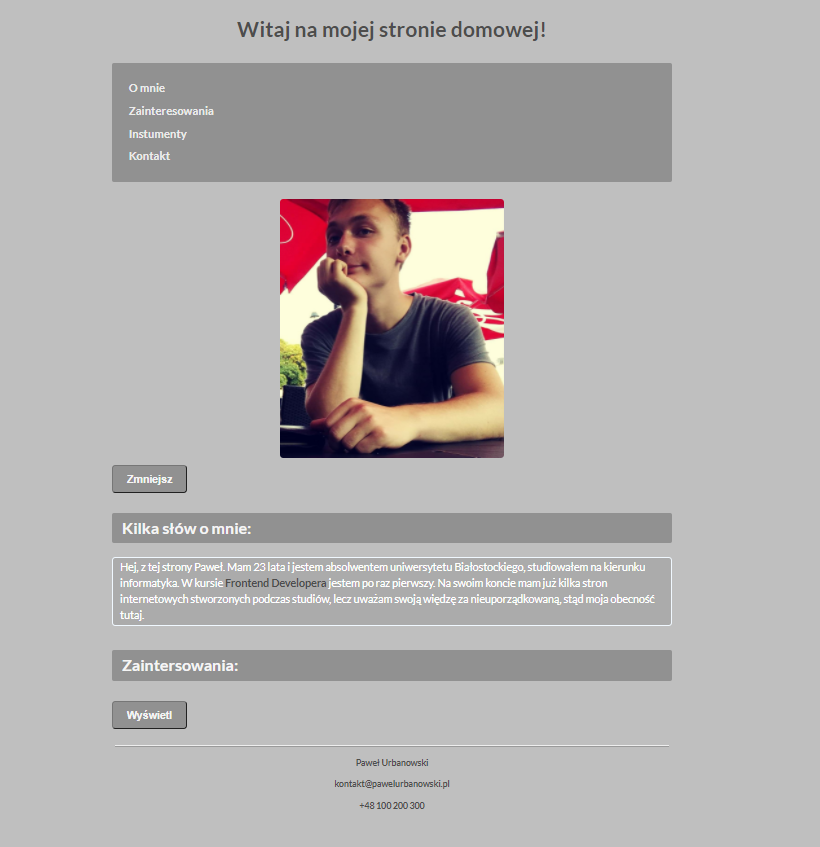 Witaj na mojej stronie domowej!
O mnie
Zainteresowania
Instumenty
Kontakt
Zmniejsz
Kilka słów o mnie:
Hej, z tej strony Paweł. Mam 23 lata i jestem absolwentem uniwersytetu Białostockiego, studiowałem na kierunku
informatyka. W kursie Frontend Developera jestem po raz pierwszy. Na swoim koncie mam już kilka stron
internetowych stworzonych podczas studiów, lecz uważam swoją więdzę za nieuporządkowaną, stąd moja obecność
tutaj.
Zaintersowania:
Wyświetl
Paweł Urbanowski
kontakt@pawelurbanowski.pl
+48 100 200 300